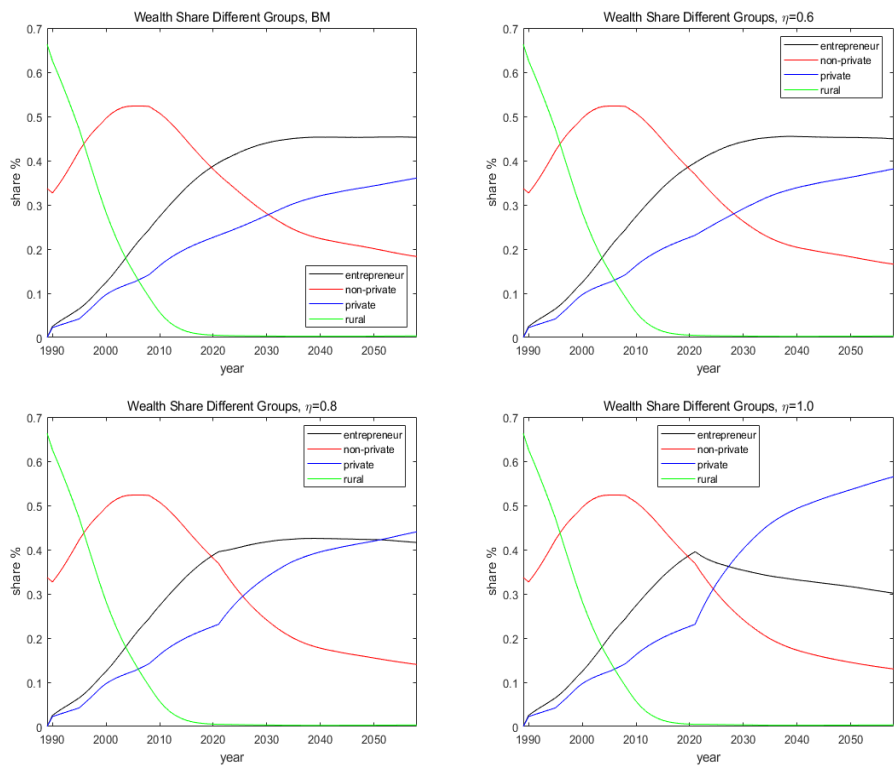 Wealth Share Different Groups, BM
0.7
0.6
0.5
0.4
0.3
0.2
0.1
0
share %
entrepreneur
non-private
private
rural
1990 2000 2010 2020 2030 2040 2050
year
Wealth Share Different Groups, η=0.6
0.7
0.6
0.5
0.4
0.3
0.2
0.1
0
share %
entrepreneur
non-private
private
rural
1990 2000 2010 2020 2030 2040 2050
year
Wealth Share Different Groups, η=0.8
0.7
0.6
0.5
0.4
0.3
0.2
0.1
0
share %
entrepreneur
non-private
private
rural
1990 2000 2010 2020 2030 2040 2050
year
Wealth Share Different Groups, η=1.0
0.7
0.6
0.5
0.4
0.3
0.2
0.1
0
share %
entrepreneur
non-private
private
rural
1990 2000 2010 2020 2030 2040 2050
year